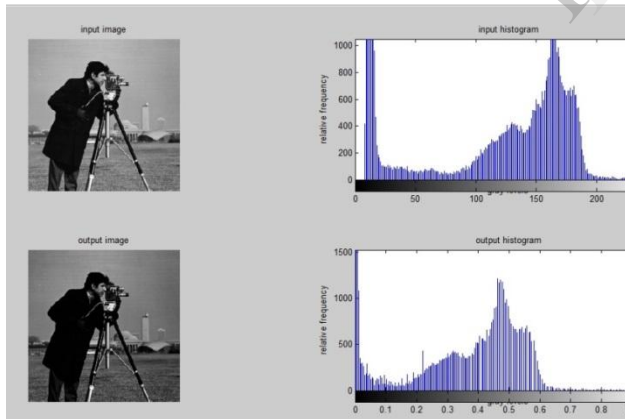 input image
input histogram
relative frequency
1000
800
600
400
200
0
0 50 100 150 200
output image
output histogram
relative frequency
1500
1000
500
0
0 0.1 0.2 0.3 0.4 0.5 0.6 0.7 0.8